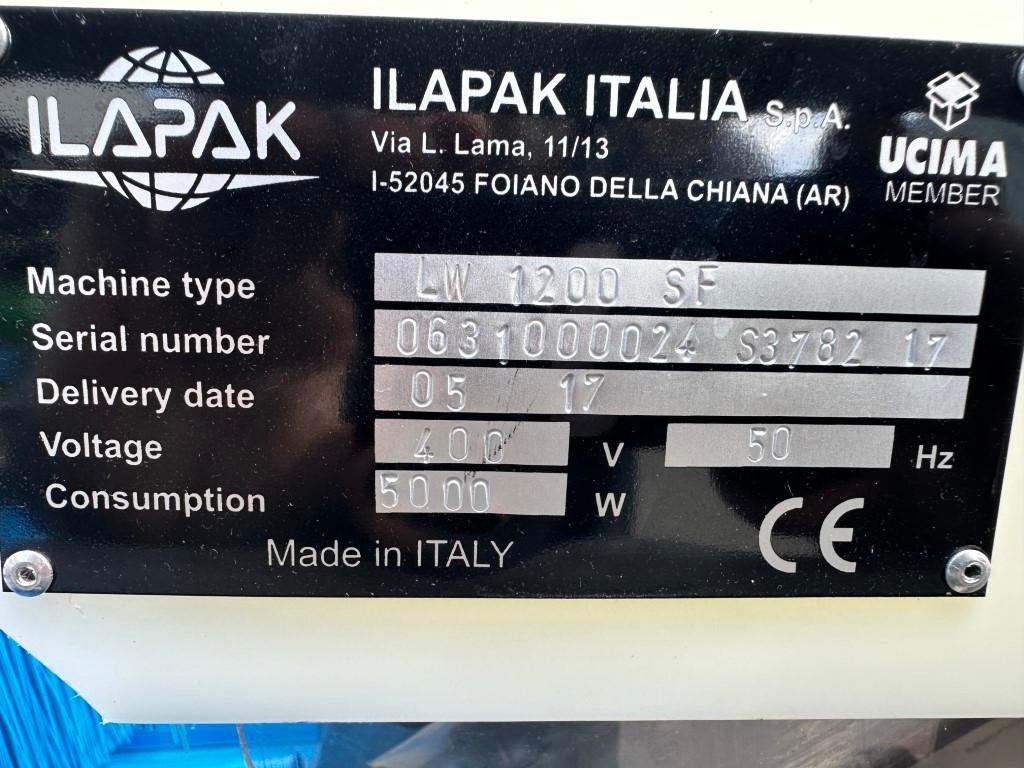 ILAPAK
ILAPAK ITALIA S.p.A.
Via L. Lama, 11/13
I-52045 FOIANO DELLA CHIANA (AR)
UCIMA
MEMBER
Machine type LW 1200 SF
Serial number 0631000024 S3782 17
Delivery date 05 17
Voltage 400 V 50 Hz
Consumption 5000 W
Made in ITALY CE